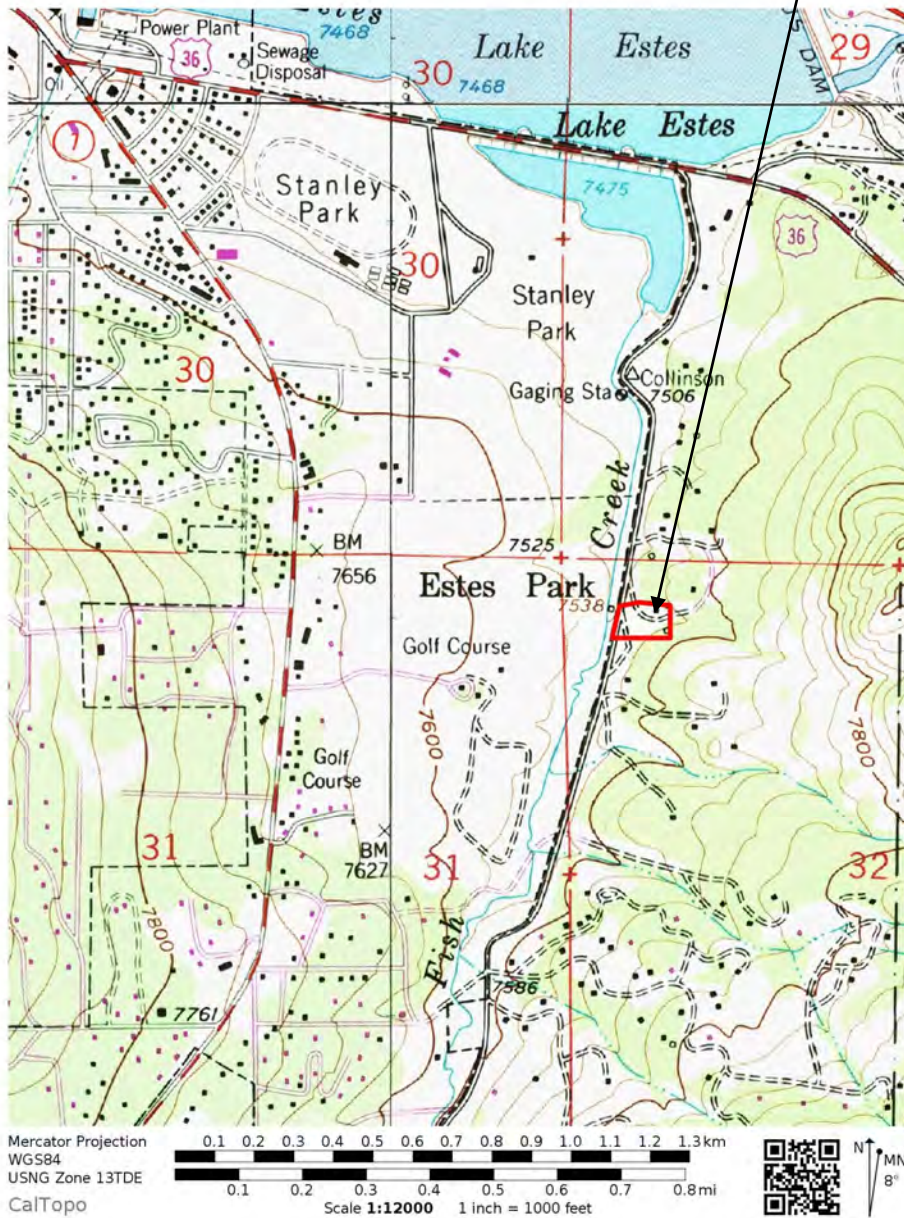 Estes
7468
Power Plant
36
Sewage
Disposal
Oil
7
Lake Estes
30
7468
29
DAM
Lake Estes
7475
36
Stanley
Park
30
Stanley
Park
30
Collinson
Gaging Sta
7506
Creek
BM
7656
7525
Estes Park
7538
Golf Course
7600
7800
Golf
Course
BM
7627
31
31
32
7800
Fish
7586
7761
Mercator Projection
WGS84
USNG Zone 13TDE
CalTopo
0.1 0.2 0.3 0.4 0.5 0.6 0.7 0.8 0.9 1.0 1.1 1.2 1.3 km
0.1 0.2 0.3 0.4 0.5 0.6 0.7 0.8 mi
Scale 1:12000 1 inch = 1000 feet
N
MN
8°